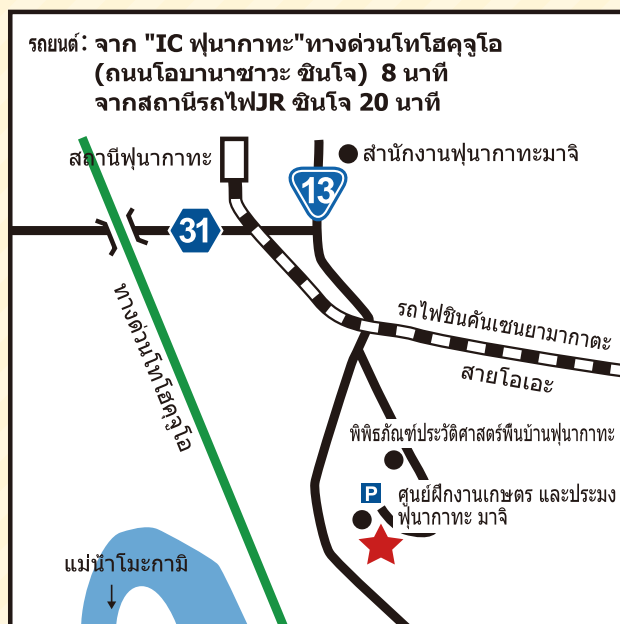 รถยนต์: จาก "IC ฟุนากาทะ"ทางด่วนโทโฮคุจูโอ
(ถนนโอบานาซาวะ ชินโจ) 8 นาที
จากสถานีรถไฟJR ชินโจ 20 นาที
สถานีฟุนากาทะ
สำนักงานฟุนากาทะมาจิ
13
31
รถไฟชินคันเซนยามากาตะ
สายโอเอะ
ทางด่วนโทโฮคุจูโอ
พิพิธภัณฑ์ประวัติศาสตร์พื้นบ้านฟุนากาทะ
P
ศูนย์ฝึกงานเกษตร และประมง
ฟุนากาทะ มาจิ
แม่น้ำโมะกามิ